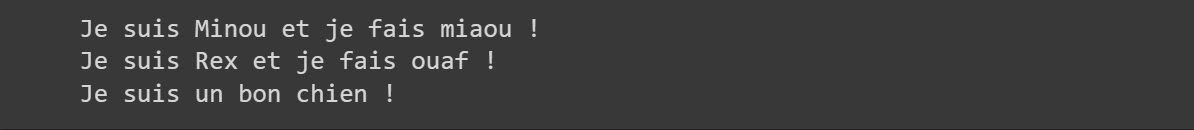 Je suis Minou et je fais miaou !
Je suis Rex et je fais ouaf !
Je suis un bon chien !